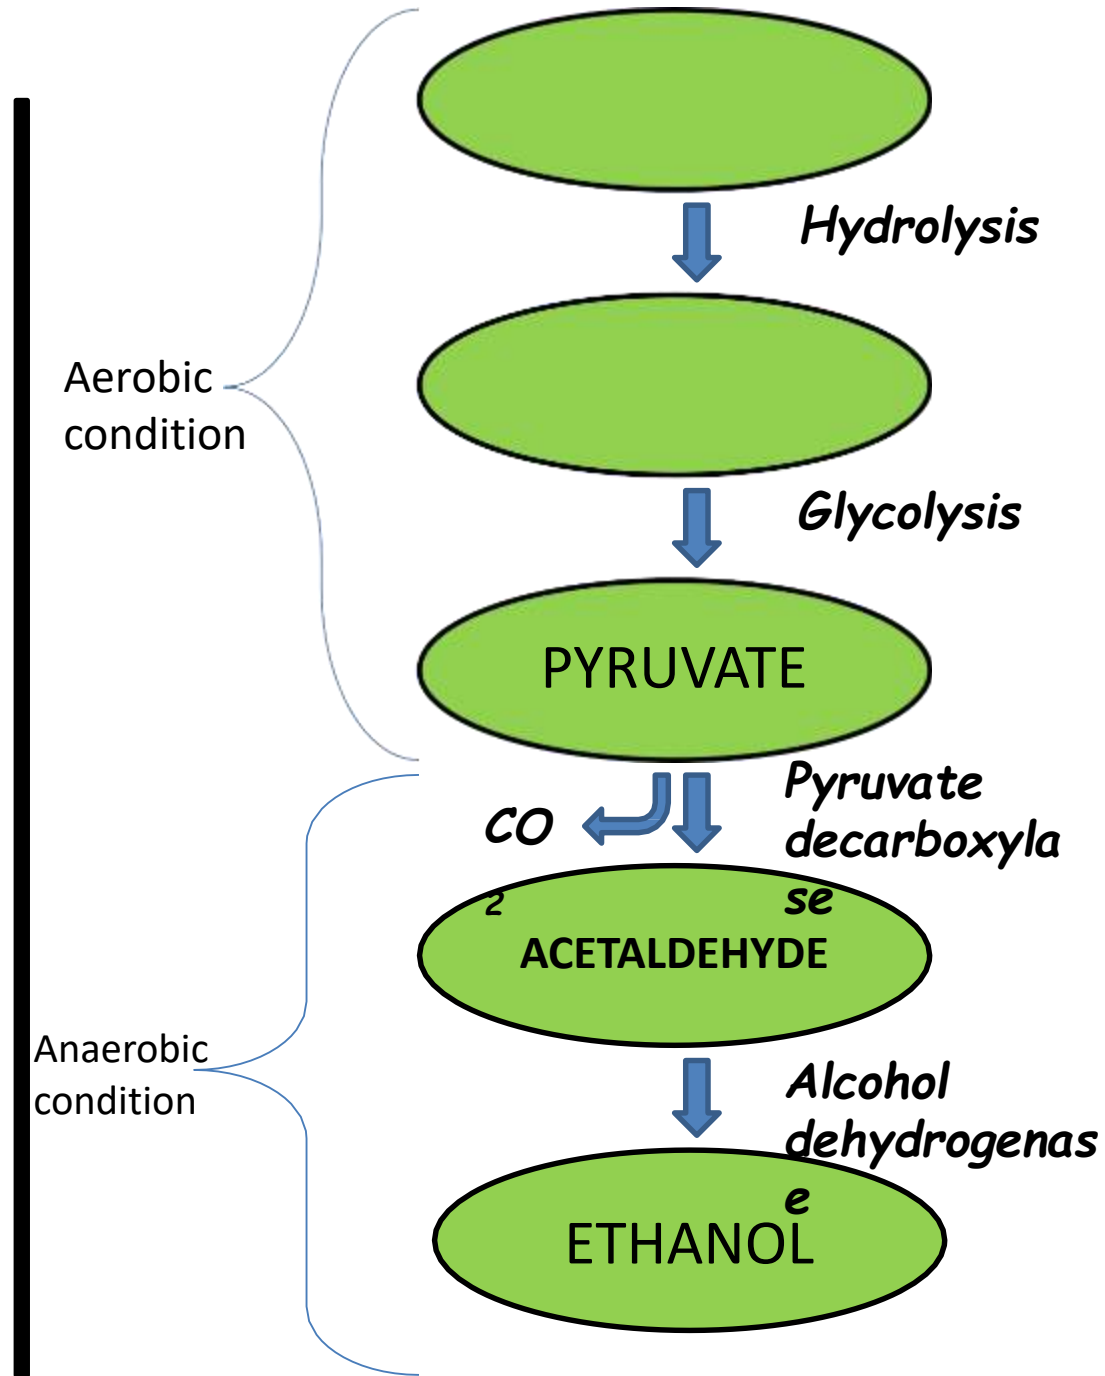 Hydrolysis
Aerobic
condition
Glycolysis
PYRUVATE
Pyruvate
decarboxyla
se
CO
2
ACETALDEHYDE
Anaerobic
condition
Alcohol
dehydrogenas
e
ETHANOL